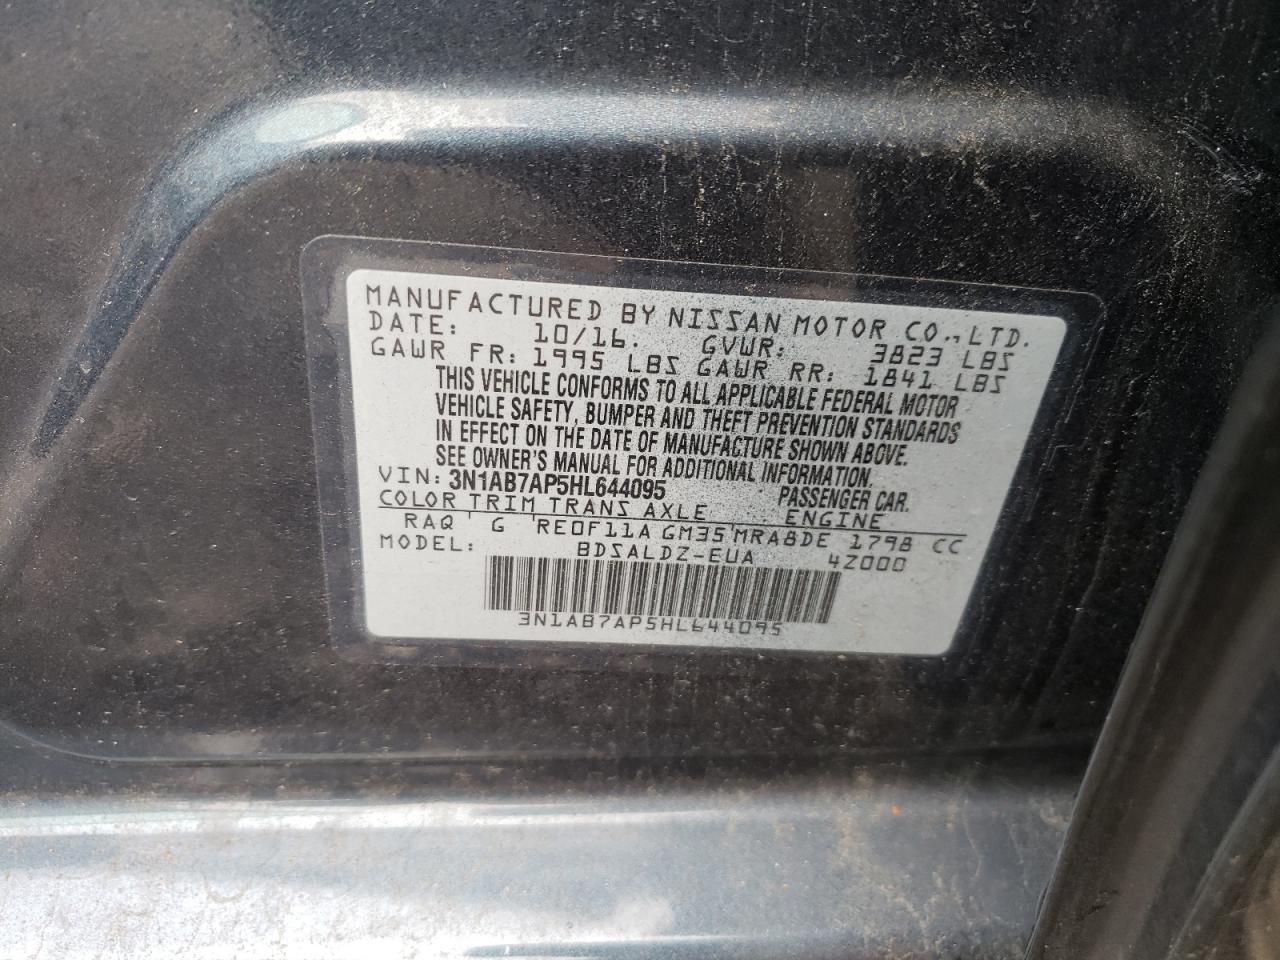 MANUFACTURED BY NISSAN MOTOR CO., LTD.
DATE: 10/16. GVWR: 3823 LBS
GAWR FR: 1995 LBS GAWR RR: 1841 LBS
THIS VEHICLE CONFORMS TO ALL APPLICABLE FEDERAL MOTOR
VEHICLE SAFETY, BUMPER AND THEFT PREVENTION STANDARDS
IN EFFECT ON THE DATE OF MANUFACTURE SHOWN ABOVE.
SEE OWNER'S MANUAL FOR ADDITIONAL INFORMATION.
VIN: 3N1AB7AP5HL644095 PASSENGER CAR.
COLOR TRIM TRANS AXLE ENGINE
RAQ G RE0F11A GM35 MRA8DE 1798 CC
MODEL: BDSALDZ-EUA 4Z000
3N1AB7AP5HL644095